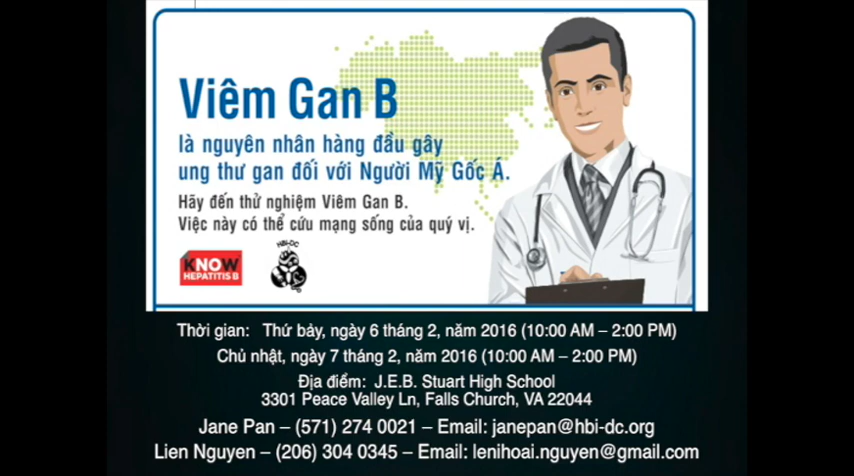 Viêm Gan B
là nguyên nhân hàng đầu gây
ung thư gan đối với Người Mỹ Gốc Á.
Hãy đến thử nghiệm Viêm Gan B.
Việc này có thể cứu mạng sống của quý vị.
KNOW
HEPATITIS B
HBI-DC
Thời gian: Thứ bảy, ngày 6 tháng 2, năm 2016 (10:00 AM – 2:00 PM)
Chủ nhật, ngày 7 tháng 2, năm 2016 (10:00 AM – 2:00 PM)
Địa điểm: J.E.B. Stuart High School
3301 Peace Valley Ln, Falls Church, VA 22044
Jane Pan – (571) 274 0021 – Email: janepan@hbi-dc.org
Lien Nguyen – (206) 304 0345 – Email: lenihoai.nguyen@gmail.com